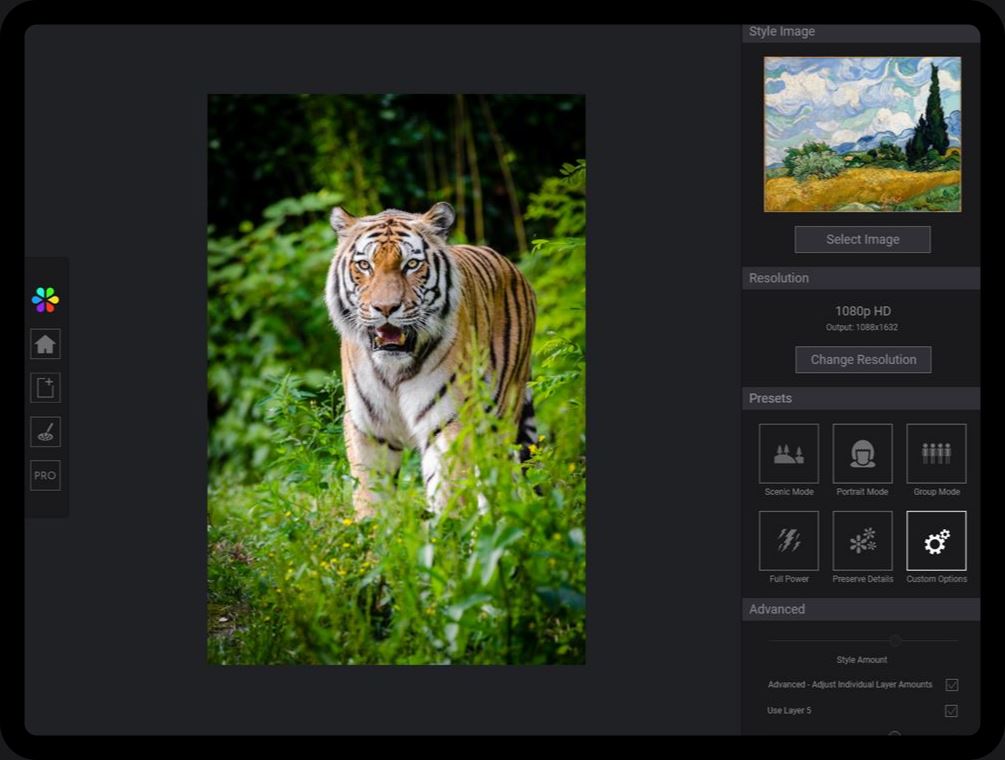 Style Image
Select Image
Resolution
1080p HD
Output: 1088x1632
Change Resolution
Presets
Scenic Mode
Portrait Mode
Group Mode
Full Power
Preserve Details
Custom Options
PRO
Advanced
Style Amount
Advanced - Adjust Individual Layer Amounts
Use Layer 5